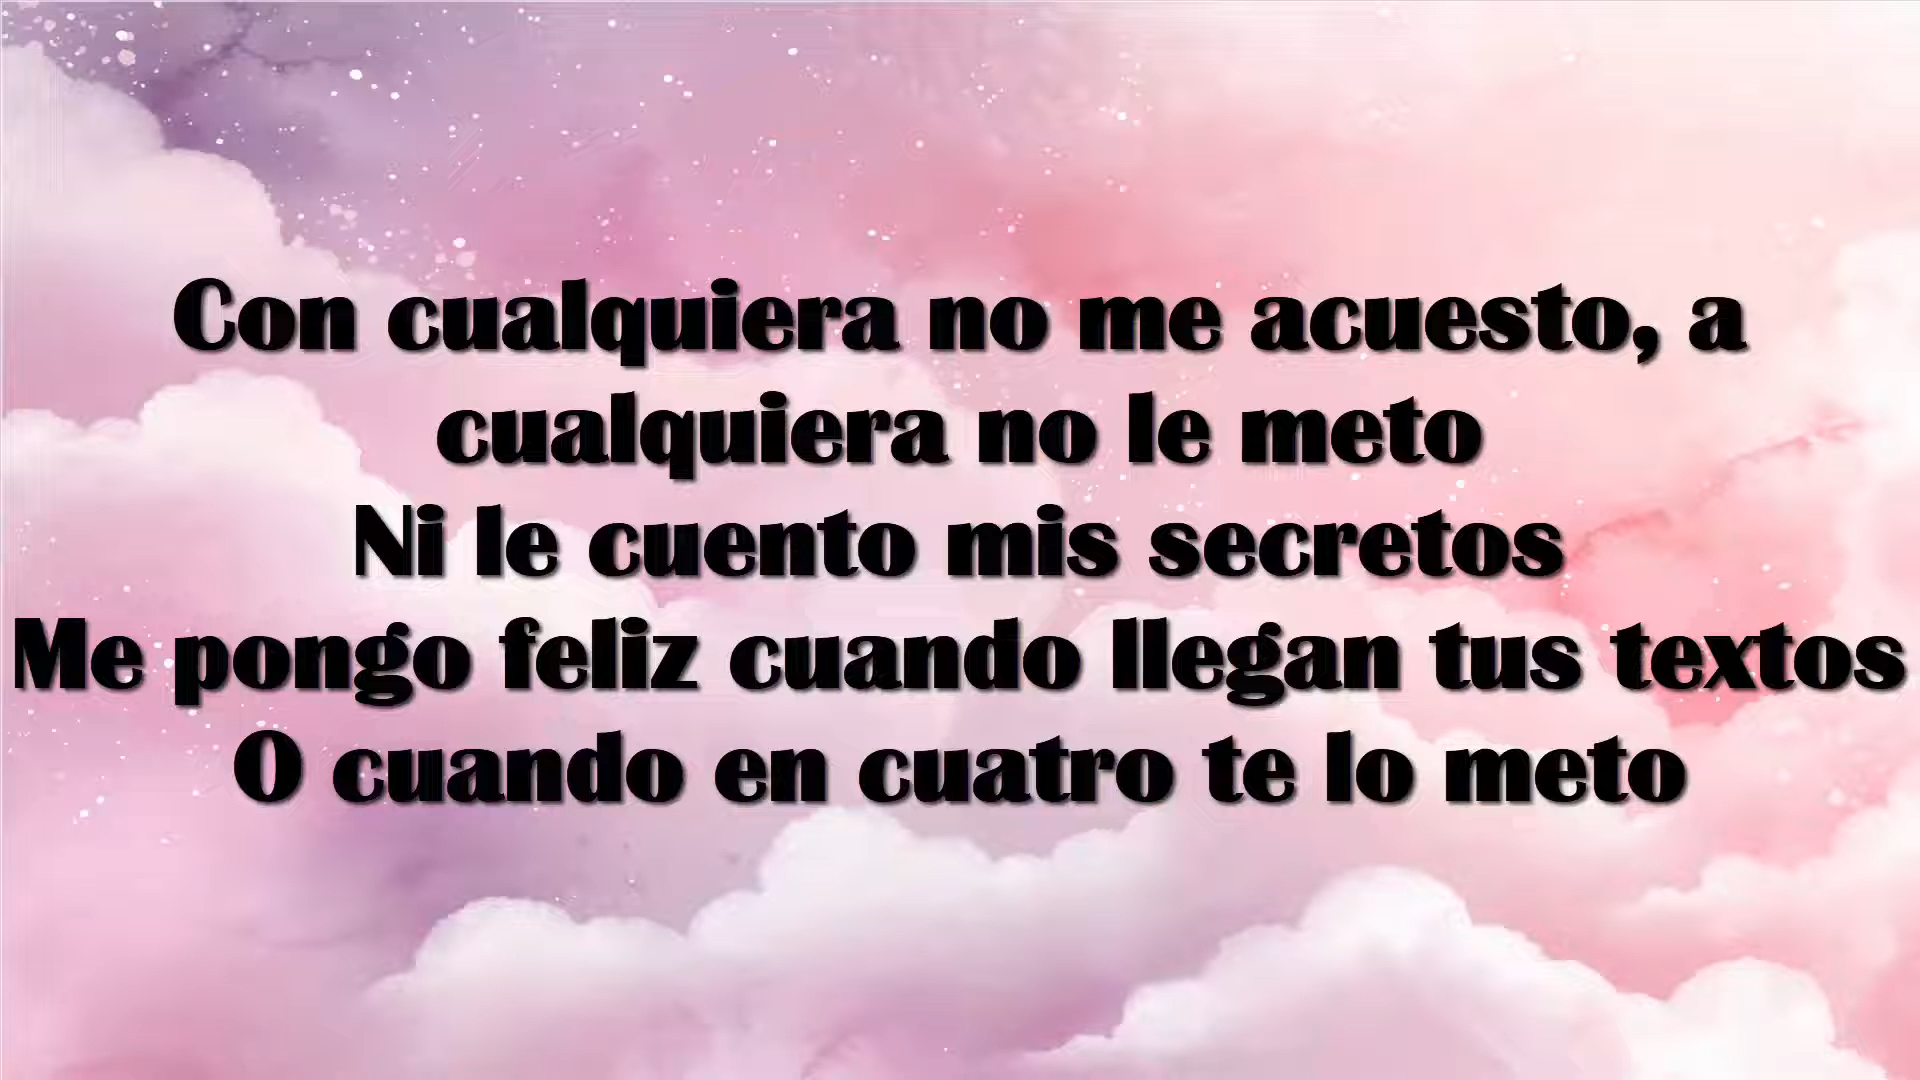 Con cualquiera no me acuesto, a
cualquiera no le meto
Ni le cuento mis secretos
Me pongo feliz cuando llegan tus textos
O cuando en cuatro te lo meto